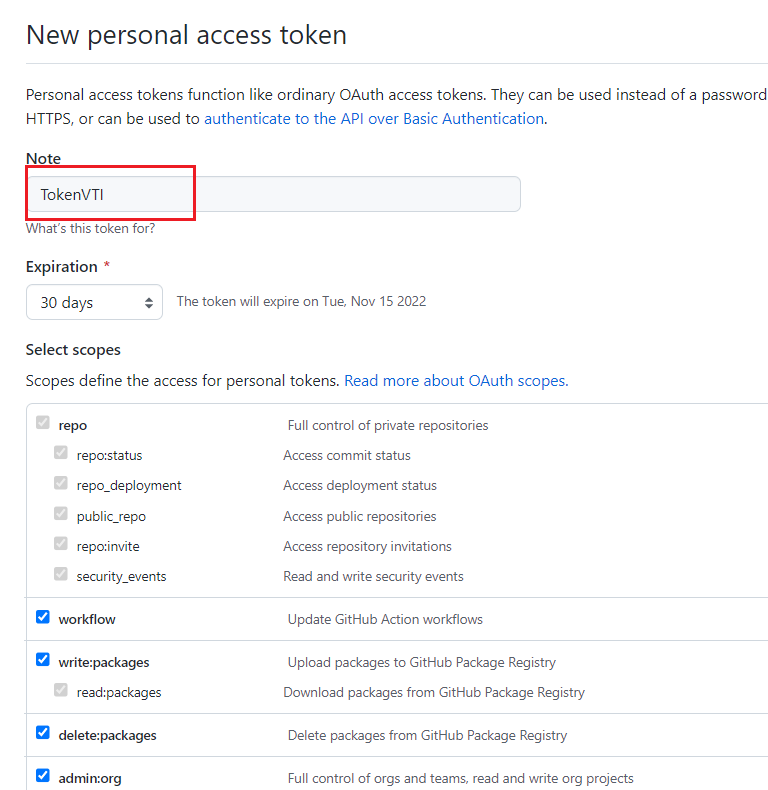 New personal access token
Personal access tokens function like ordinary OAuth access tokens. They can be used instead of a password
HTTPS, or can be used to authenticate to the API over Basic Authentication.
Note
TokenVTI
What's this token for?
Expiration *
30 days The token will expire on Tue, Nov 15 2022
Select scopes
Scopes define the access for personal tokens. Read more about OAuth scopes.
repo Full control of private repositories
repo:status Access commit status
repo_deployment Access deployment status
public_repo Access public repositories
repo:invite Access repository invitations
security_events Read and write security events
workflow Update GitHub Action workflows
write:packages Upload packages to GitHub Package Registry
read:packages Download packages from GitHub Package Registry
delete:packages Delete packages from GitHub Package Registry
admin:org Full control of orgs and teams, read and write org projects